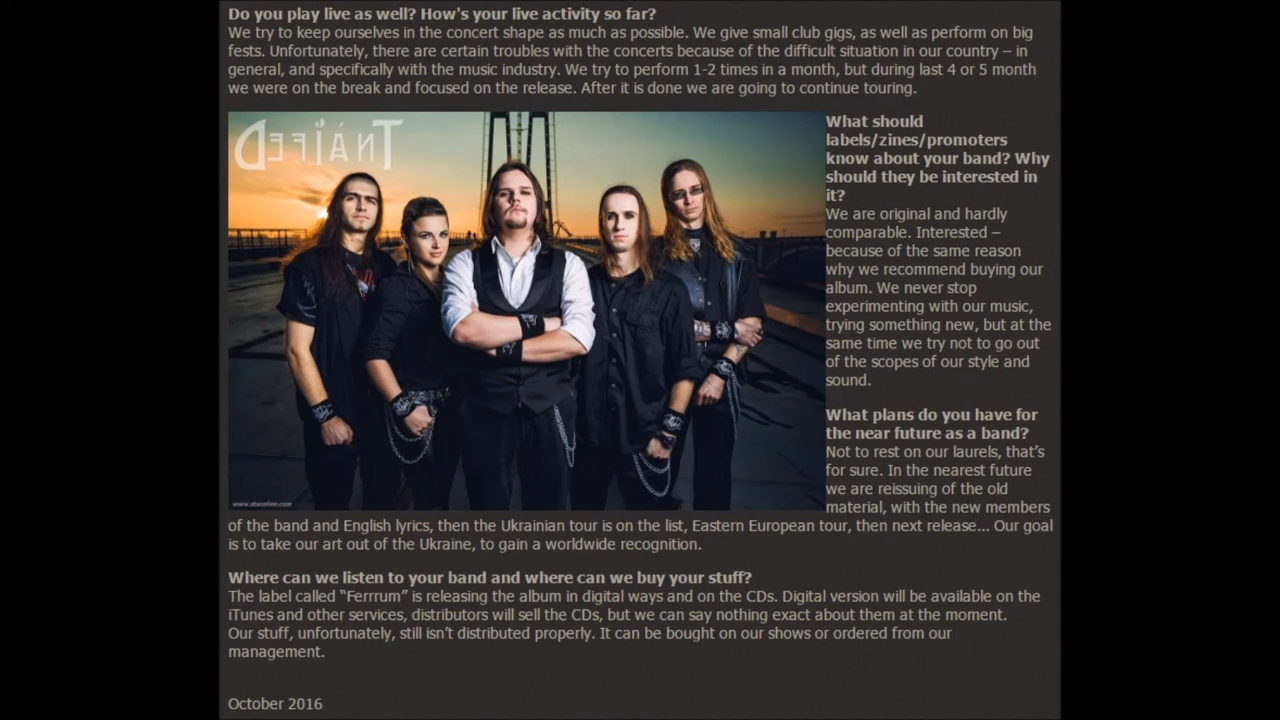 Do you play live as well? How's your live activity so far?
We try to keep ourselves in the concert shape as much as possible. We give small club gigs, as well as perform on big
fests. Unfortunately, there are certain troubles with the concerts because of the difficult situation in our country – in
general, and specifically with the music industry. We try to perform 1-2 times in a month, but during last 4 or 5 month
we were on the break and focused on the release. After it is done we are going to continue touring.
What should
labels/zines/promoters
know about your band? Why
should they be interested in
it?
We are original and hardly
comparable. Interested –
because of the same reason
why we recommend buying our
album. We never stop
experimenting with our music,
trying something new, but at the
same time we try not to go out
of the scopes of our style and
sound.
What plans do you have for
the near future as a band?
Not to rest on our laurels, that’s
for sure. In the nearest future
we are reissuing of the old
material, with the new members
of the band and English lyrics, then the Ukrainian tour is on the list, Eastern European tour, then next release... Our goal
is to take our art out of the Ukraine, to gain a worldwide recognition.
Where can we listen to your band and where can we buy your stuff?
The label called “Ferrrum” is releasing the album in digital ways and on the CDs. Digital version will be available on the
iTunes and other services, distributors will sell the CDs, but we can say nothing exact about them at the moment.
Our stuff, unfortunately, still isn’t distributed properly. It can be bought on our shows or ordered from our
management.
October 2016